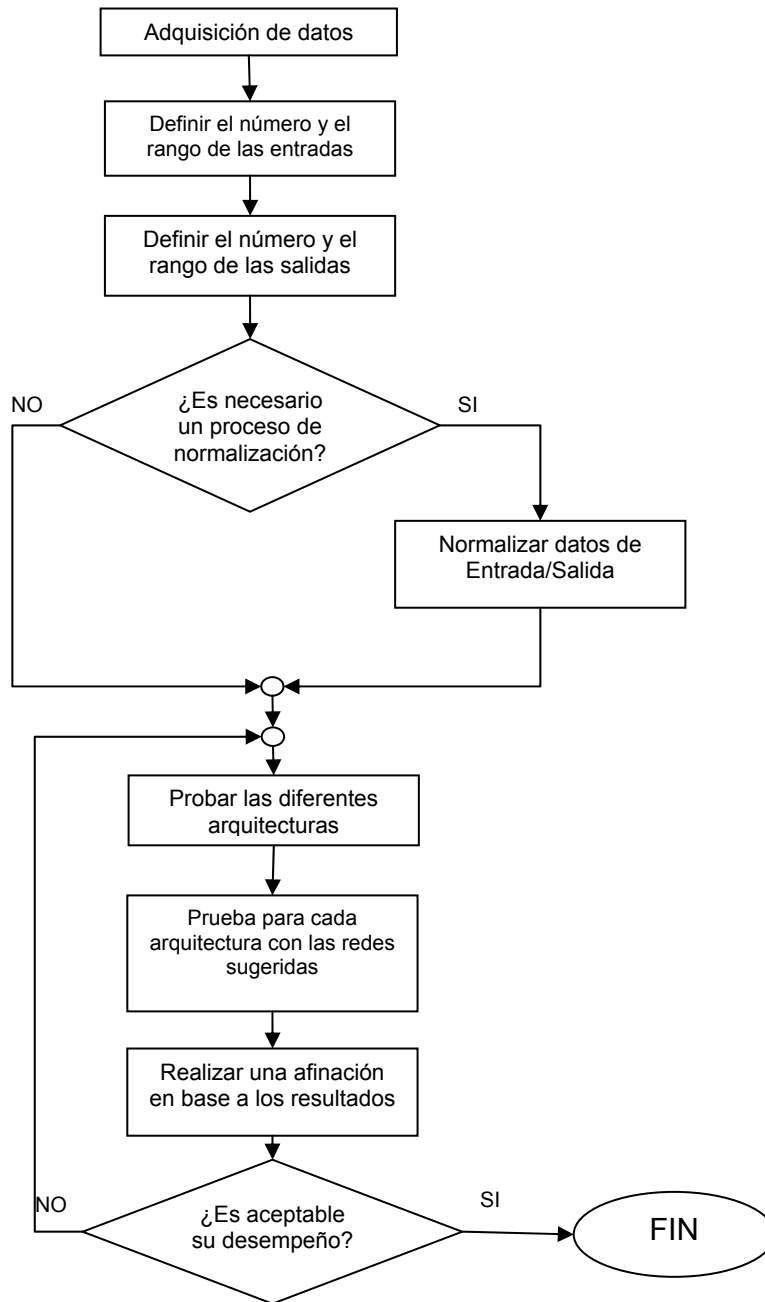 Adquisición de datos
Definir el número y el
rango de las entradas
Definir el número y el
rango de las salidas
¿Es necesario
un proceso de
normalización?
NO
SI
Normalizar datos de
Entrada/Salida
Probar las diferentes
arquitecturas
Prueba para cada
arquitectura con las redes
sugeridas
Realizar una afinación
en base a los resultados
¿Es aceptable
su desempeño?
NO
SI
FIN